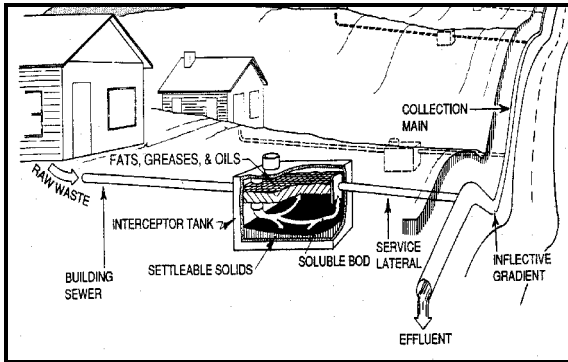 COLLECTION
MAIN
FATS, GREASES, & OILS
RAW WASTE
INTERCEPTOR TANK
SETTLEABLE SOLIDS
SOLUBLE BOD
SERVICE
LATERAL
INFLECTIVE
GRADIENT
BUILDING
SEWER
EFFLUENT